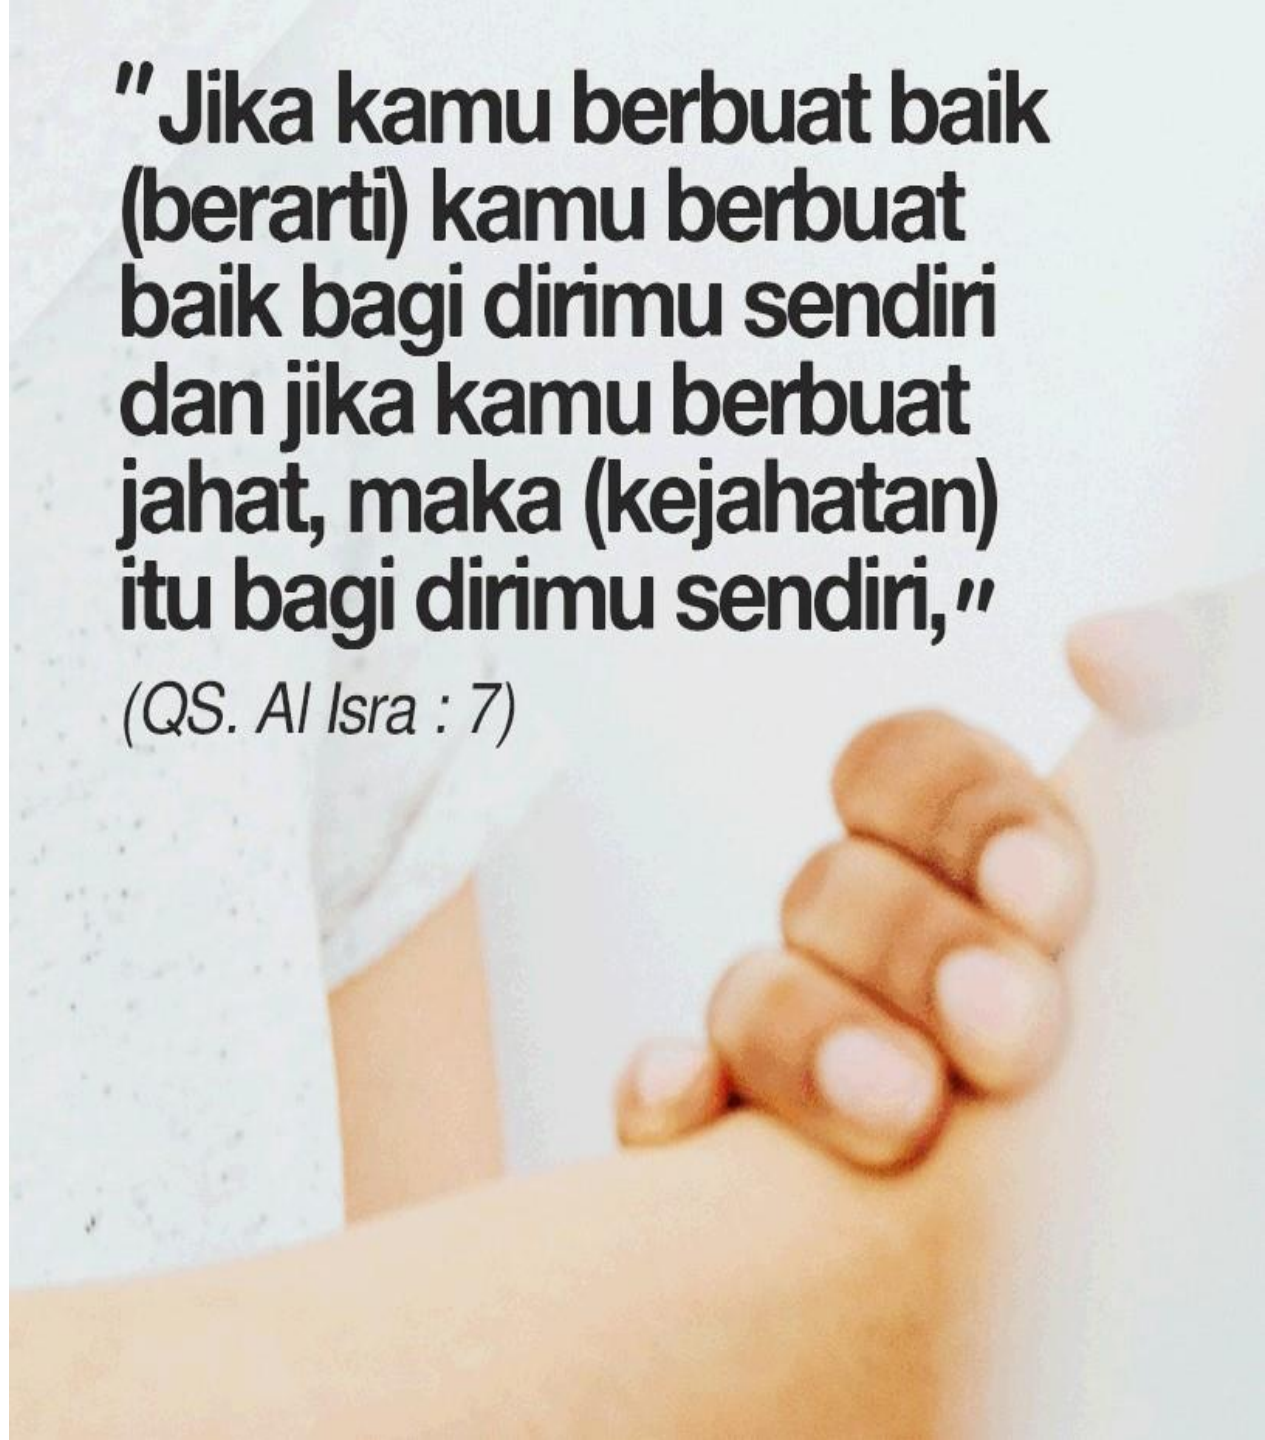 "Jika kamu berbuat baik
(berarti) kamu berbuat
baik bagi dirimu sendiri
dan jika kamu berbuat
jahat, maka (kejahatan)
itu bagi dirimu sendiri,"
(QS. Al Isra : 7)